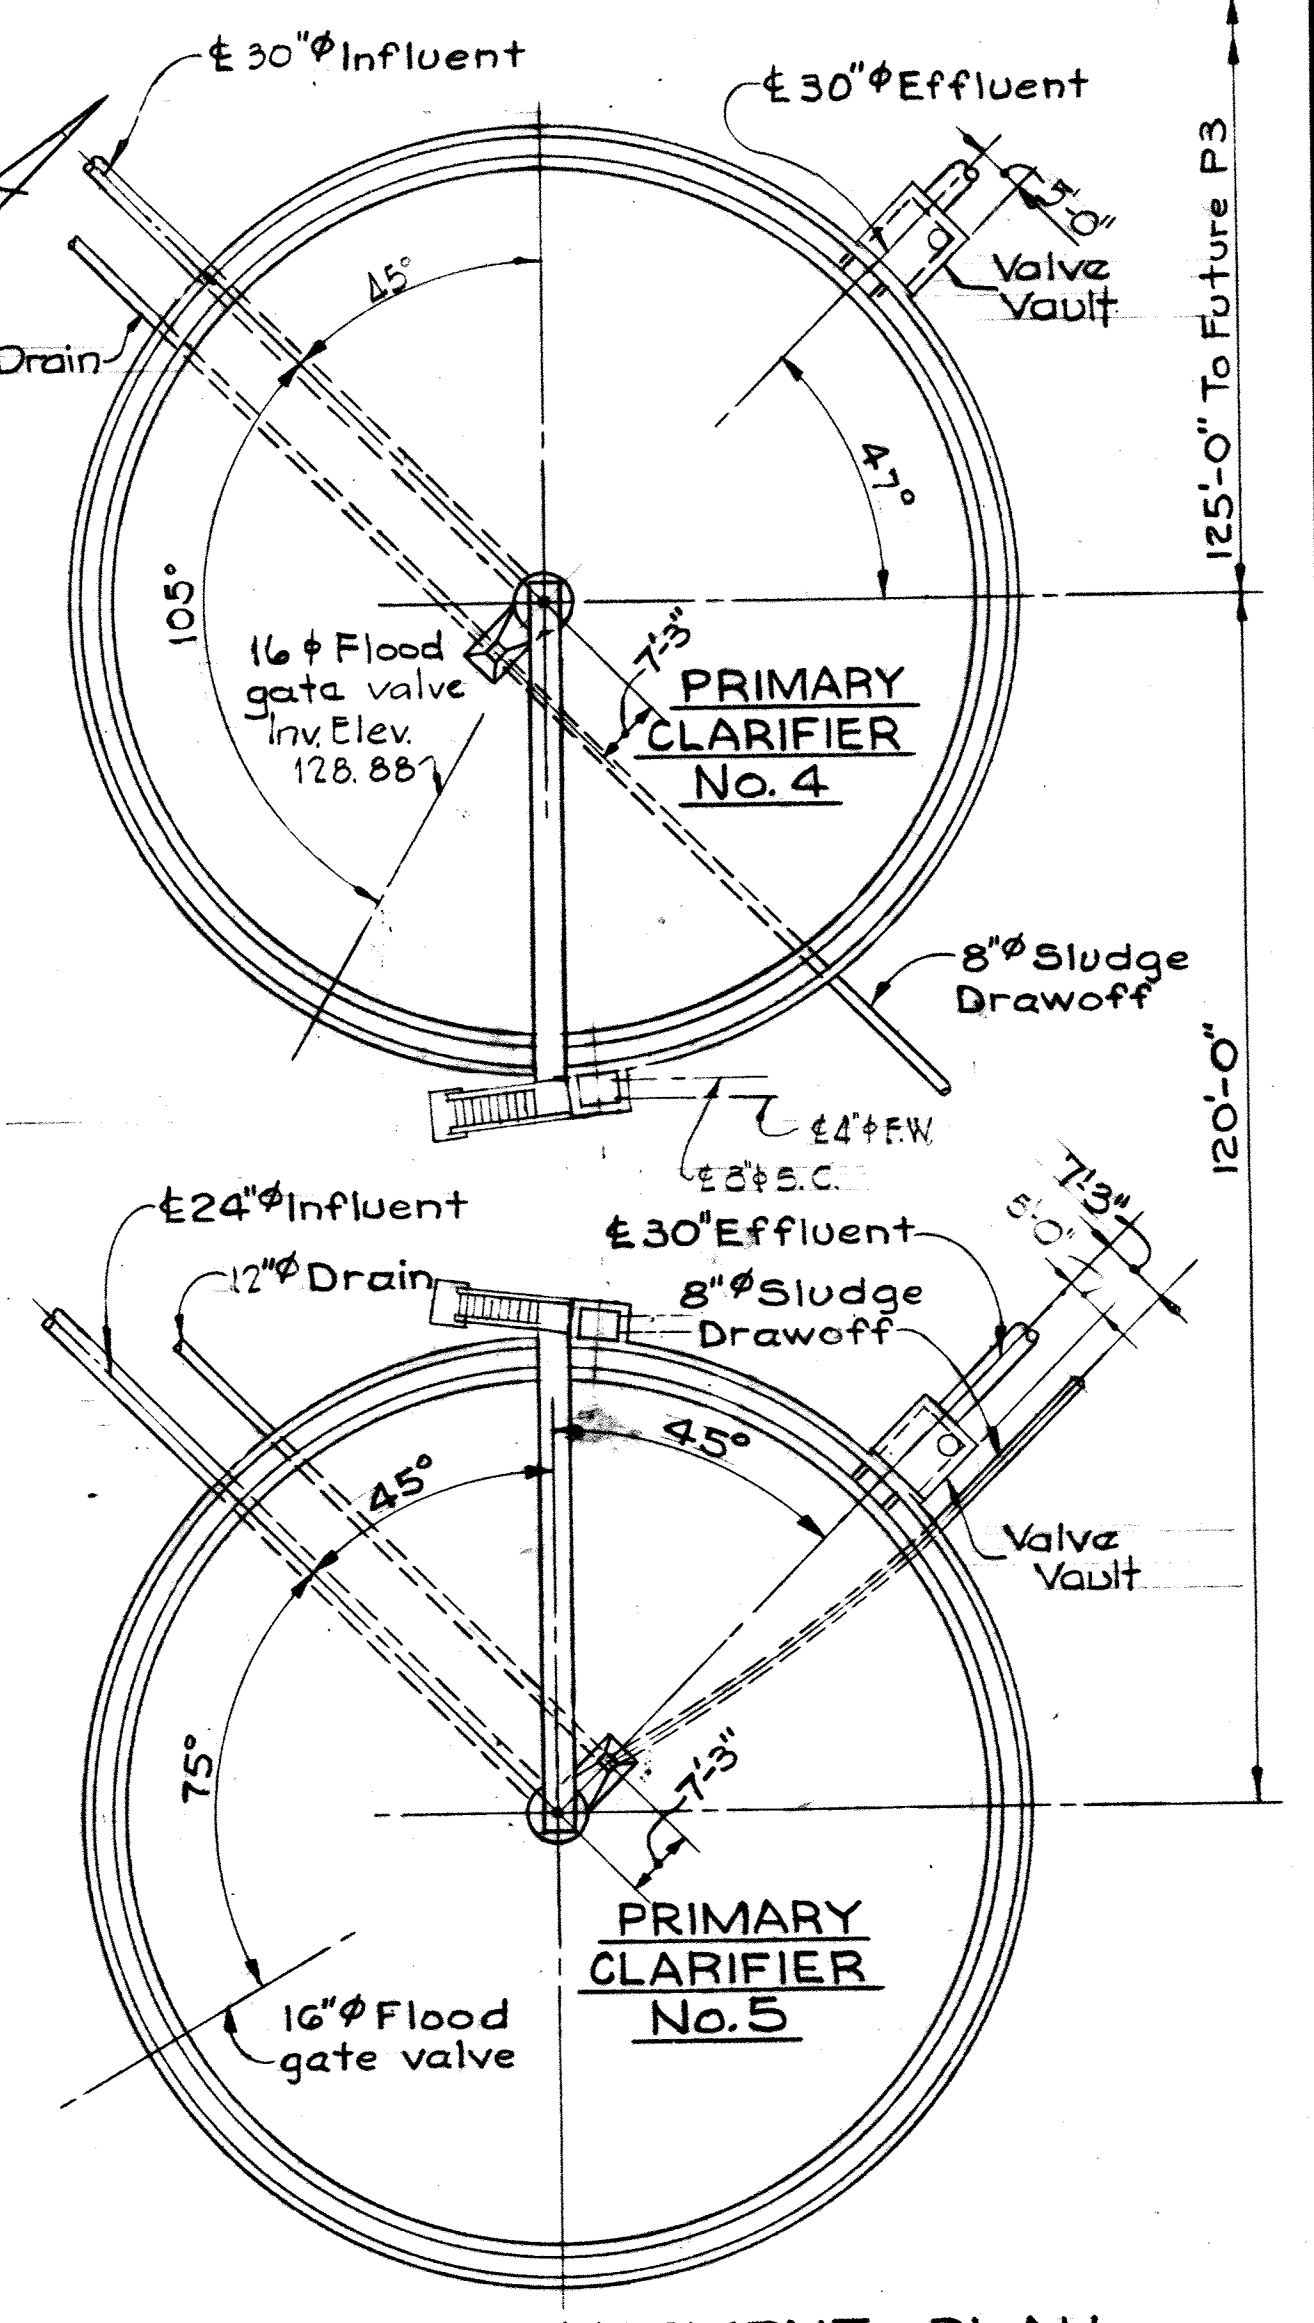 ℄ 30"⌀ Influent
℄ 30"⌀ Effluent
5'-0"
Valve
Vault
125'-0" To Future P3
45°
Drain
47°
105°
16 ⌀ Flood
gate valve
Inv. Elev.
128.88
7'-3"
PRIMARY
CLARIFIER
No. 4
8"⌀ Sludge
Drawoff
120'-0"
℄ 4"⌀ F.W.
℄ 8"⌀ S.C.
℄ 24"⌀ Influent
℄ 30" Effluent
7'-3"
5'-0"
12"⌀ Drain
8"⌀ Sludge
Drawoff
45°
45°
Valve
Vault
75°
7'-3"
PRIMARY
CLARIFIER
No. 5
16"⌀ Flood
gate valve
PLAN